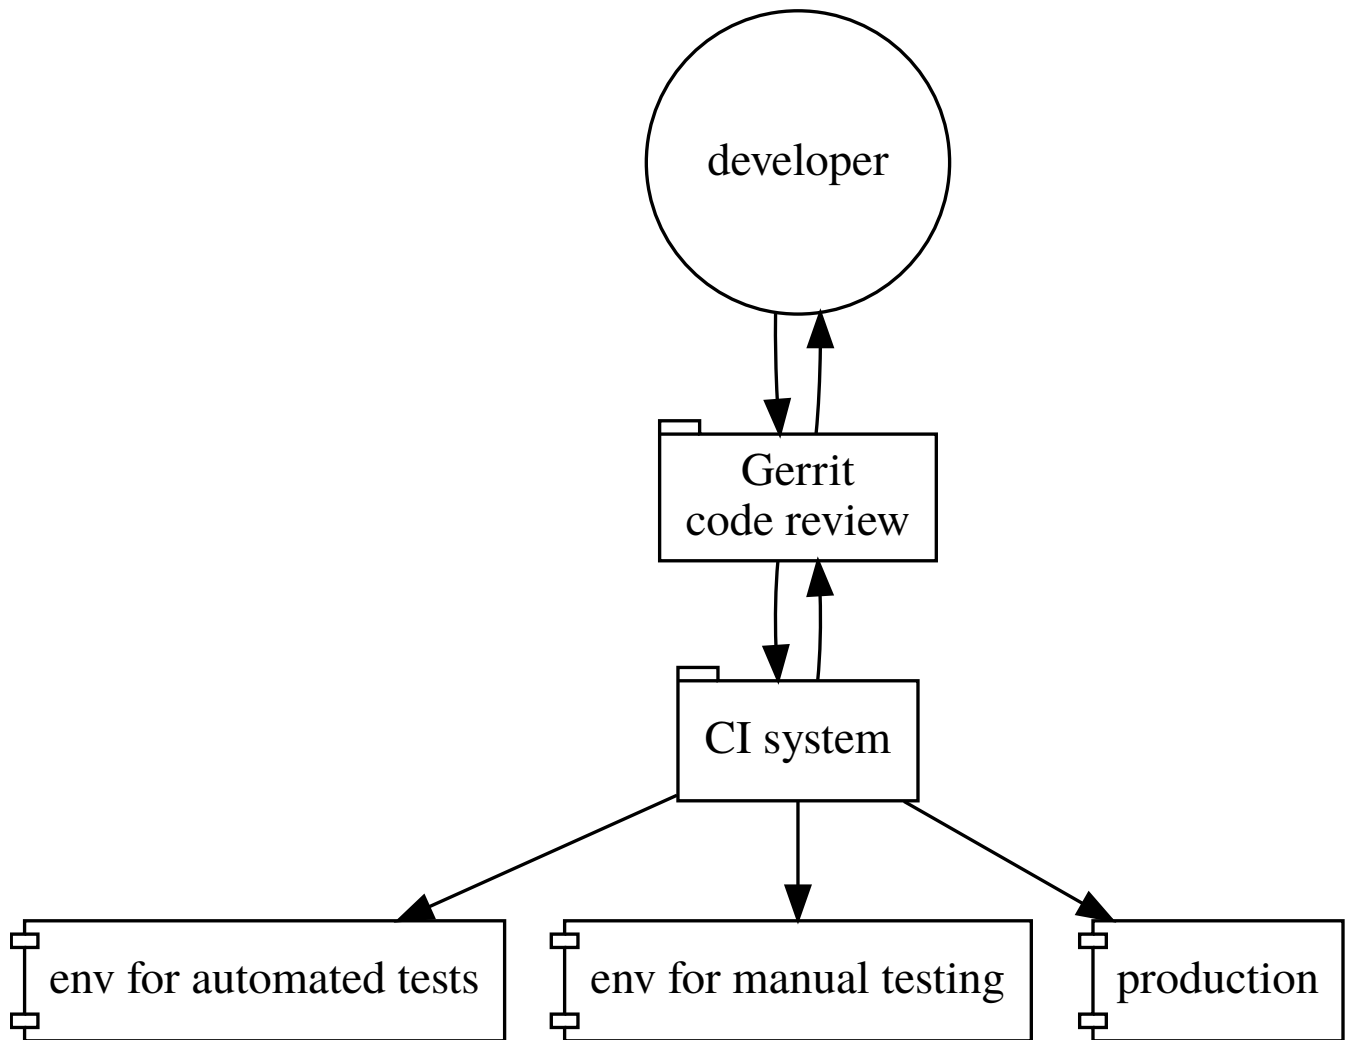 developer
Gerrit
code review
CI system
env for automated tests
env for manual testing
production